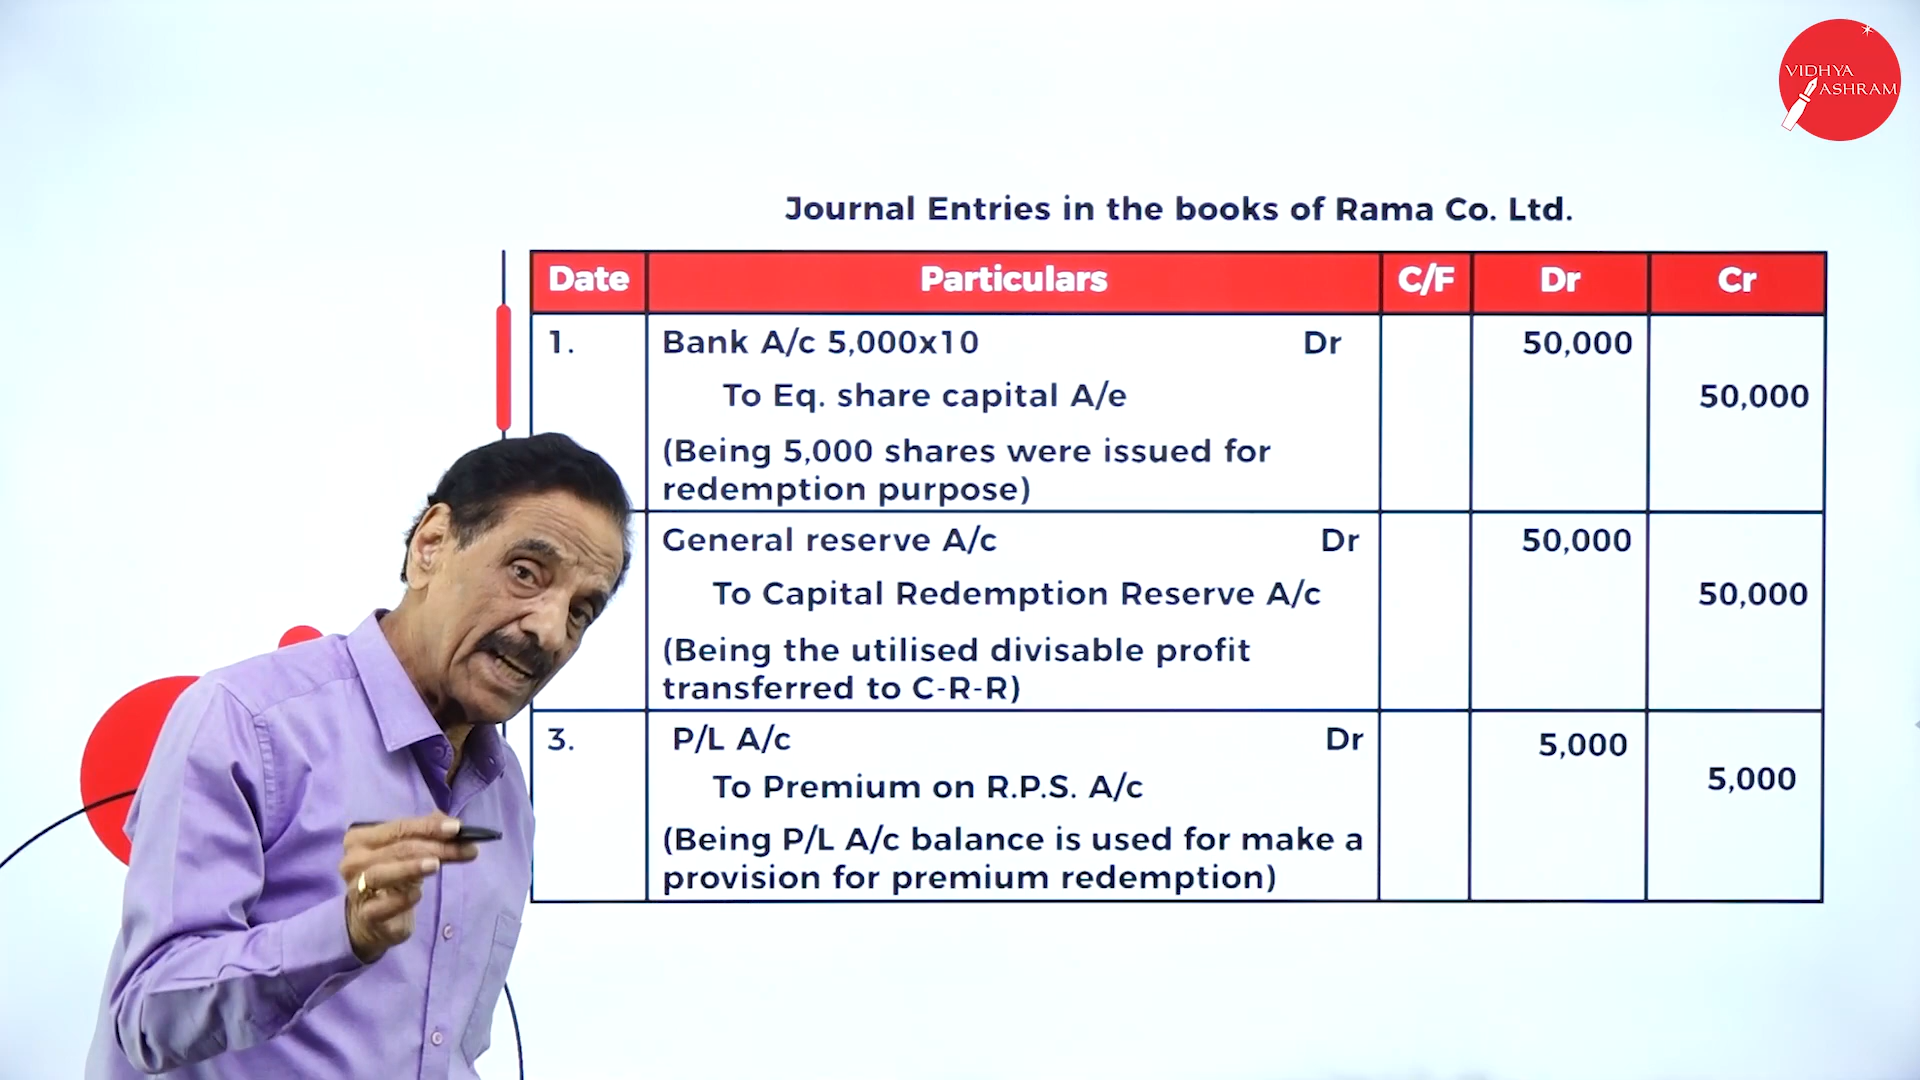 VIDHYA
ASHRAM
Journal Entries in the books of Rama Co. Ltd.
Date Particulars C/F Dr Cr
1. Bank A/c 5,000x10 Dr 50,000
To Eq. share capital A/e 50,000
(Being 5,000 shares were issued for
redemption purpose)
General reserve A/c Dr 50,000
To Capital Redemption Reserve A/c 50,000
(Being the utilised divisable profit
transferred to C-R-R)
3. P/L A/c Dr 5,000
To Premium on R.P.S. A/c 5,000
(Being P/L A/c balance is used for make a
provision for premium redemption)